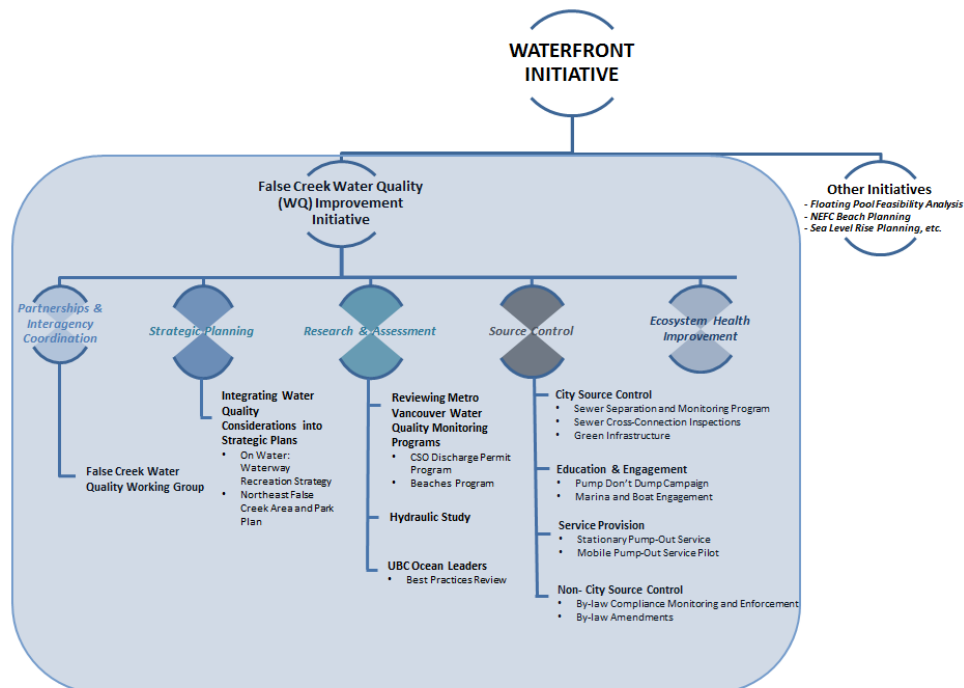 WATERFRONT
INITIATIVE
False Creek Water Quality
(WQ) Improvement
Initiative
Other Initiatives
- Floating Pool Feasibility Analysis
- NEFC Beach Planning
- Sea Level Rise Planning, etc.
Partnerships &
Interagency
Coordination
Strategic Planning
Research & Assessment
Source Control
Ecosystem Health
Improvement
False Creek Water
Quality Working Group
Integrating Water
Quality
Considerations into
Strategic Plans
• On Water:
Waterway
Recreation Strategy
• Northeast False
Creek Area and Park
Plan
Reviewing Metro
Vancouver Water
Quality Monitoring
Programs
• CSO Discharge Permit
Program
• Beaches Program
Hydraulic Study
UBC Ocean Leaders
• Best Practices Review
City Source Control
• Sewer Separation and Monitoring Program
• Sewer Cross-Connection Inspections
• Green Infrastructure
Education & Engagement
• Pump Don't Dump Campaign
• Marina and Boat Engagement
Service Provision
• Stationary Pump-Out Service
• Mobile Pump-Out Service Pilot
Non- City Source Control
• By-law Compliance Monitoring and Enforcement
• By-law Amendments